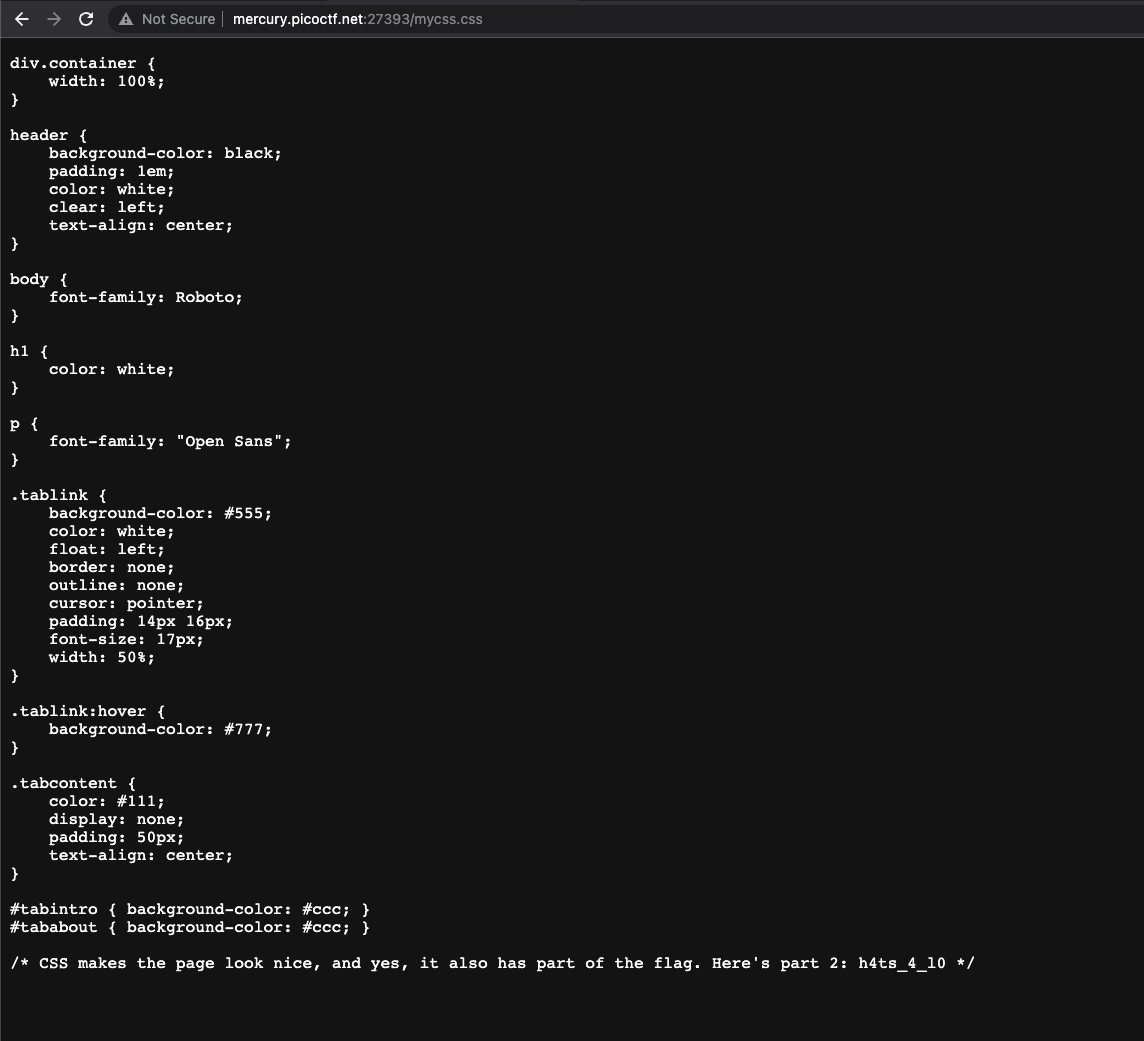 Not Secure | mercury.picoctf.net:27393/mycss.css
div.container {
    width: 100%;
}
header {
    background-color: black;
    padding: 1em;
    color: white;
    clear: left;
    text-align: center;
}
body {
    font-family: Roboto;
}
h1 {
    color: white;
}
p {
    font-family: "Open Sans";
}
.tablink {
    background-color: #555;
    color: white;
    float: left;
    border: none;
    outline: none;
    cursor: pointer;
    padding: 14px 16px;
    font-size: 17px;
    width: 50%;
}
.tablink:hover {
    background-color: #777;
}
.tabcontent {
    color: #111;
    display: none;
    padding: 50px;
    text-align: center;
}
#tabintro { background-color: #ccc; }
#tababout { background-color: #ccc; }
/* CSS makes the page look nice, and yes, it also has part of the flag. Here's part 2: h4ts_4_l0 */